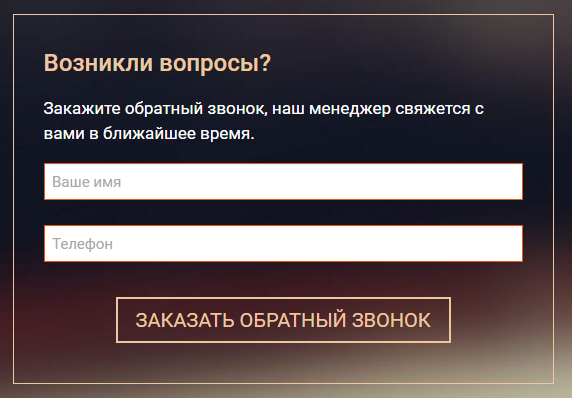 Возникли вопросы?
Закажите обратный звонок, наш менеджер свяжется с
вами в ближайшее время.
Ваше имя
Телефон
ЗАКАЗАТЬ ОБРАТНЫЙ ЗВОНОК